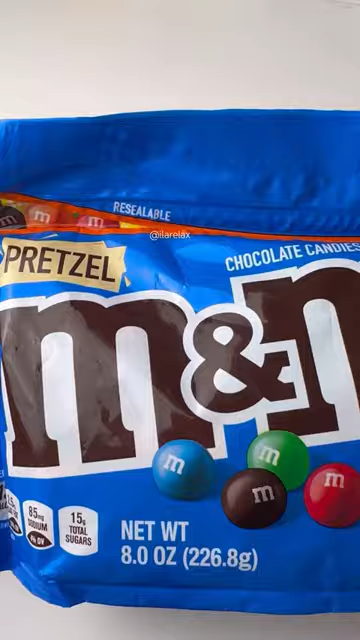 m m
RESEALABLE
@ilarelax
PRETZEL
CHOCOLATE CANDIES
m&m
m
m
m
m
85mg
SODIUM
4% DV
15g
TOTAL
SUGARS
NET WT
8.0 OZ (226.8g)